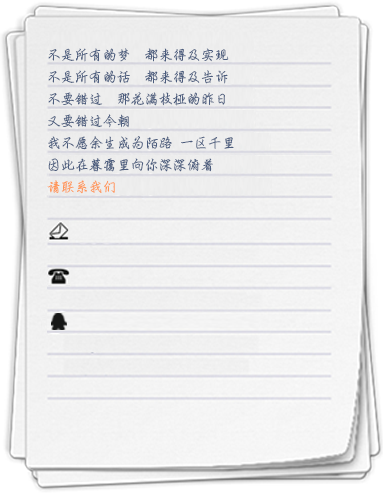 不是所有的梦　都来得及实现
不是所有的话　都来得及告诉
不要错过　那花满枝桠的昨日
又要错过今朝
我不愿余生成为陌路 一区千里
因此在暮霭里向你深深俯着
请联系我们